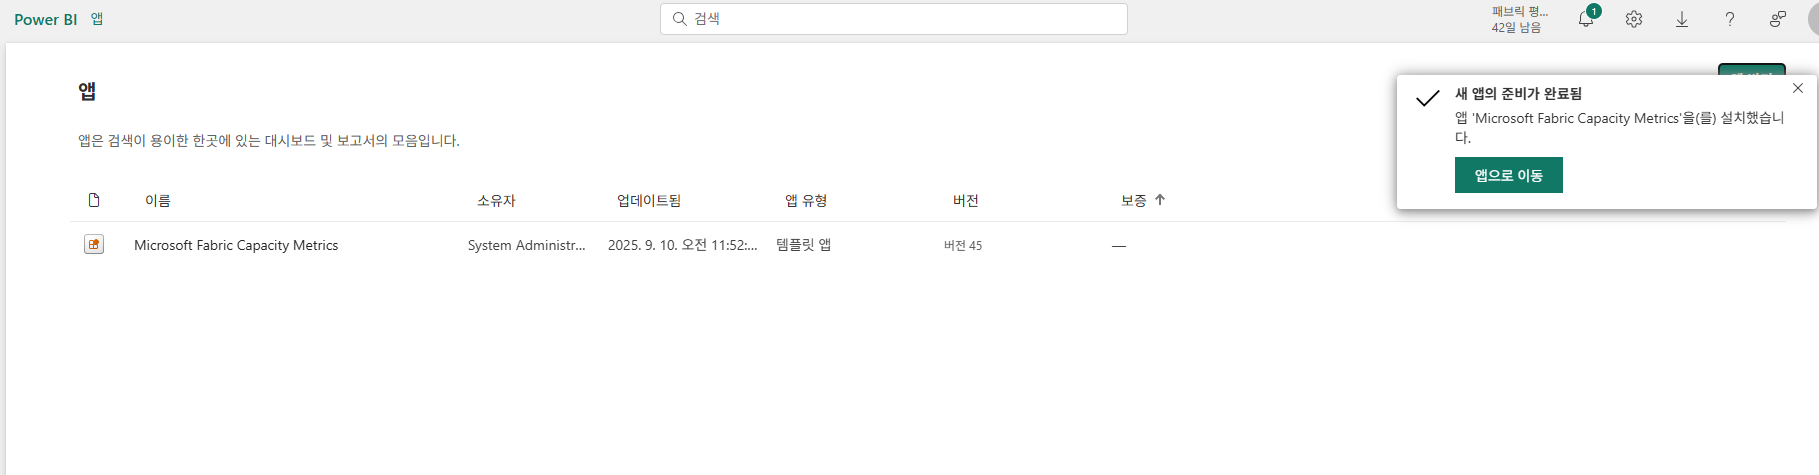 Power BI 앱
검색
패브릭 평...
42일 남음
1
앱
앱은 검색이 용이한 한곳에 있는 대시보드 및 보고서의 모음입니다.
새 앱의 준비가 완료됨
앱 'Microsoft Fabric Capacity Metrics'을(를) 설치했습니
다.
앱으로 이동
이름 소유자 업데이트됨 앱 유형 버전 보증
Microsoft Fabric Capacity Metrics System Administr... 2025. 9. 10. 오전 11:52:... 템플릿 앱 버전 45 —